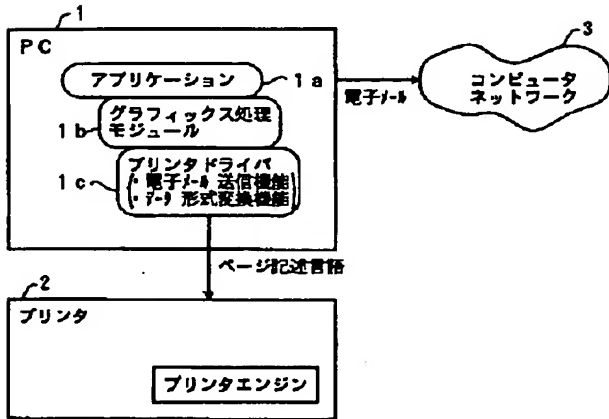 1
PC
アプリケーション
1a
グラフィックス処理
モジュール
1b
プリンタドライバ
・電子メール 送信機能
・データ 形式変換機能
1c
電子メール
3
コンピュータ
ネットワーク
ページ記述言語
2
プリンタ
プリンタエンジン